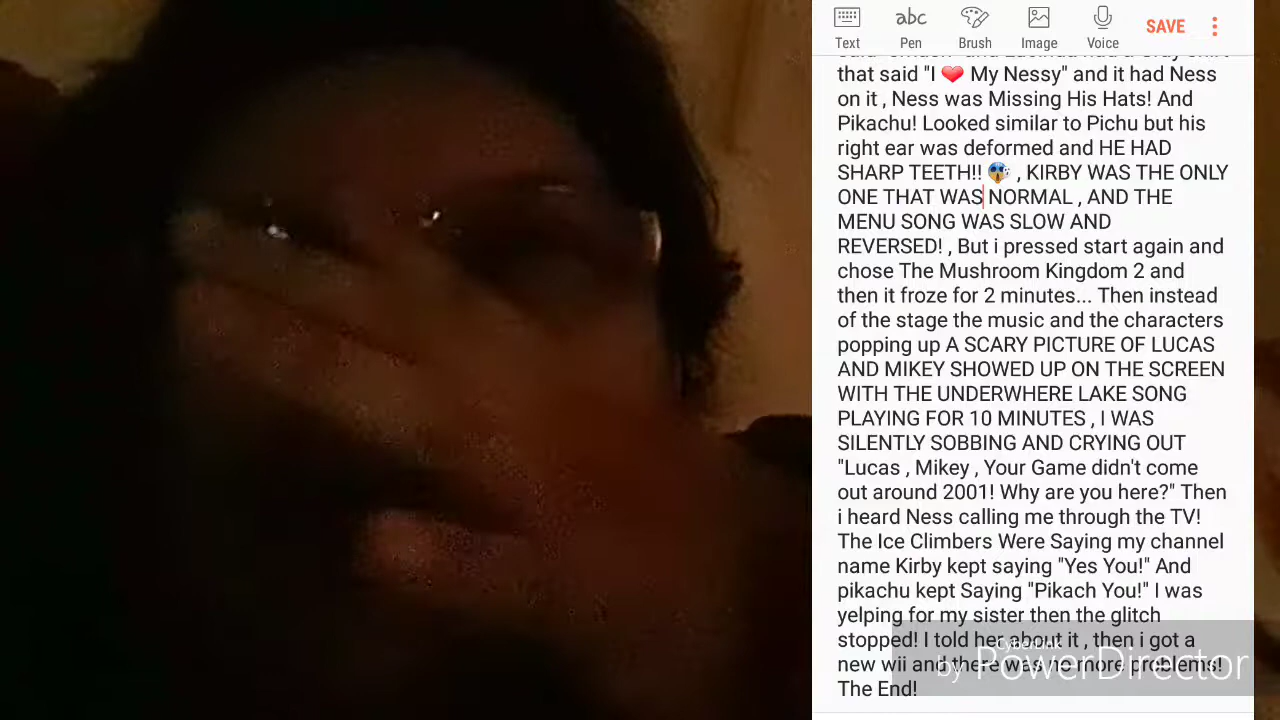 Text
Pen
Brush
Image
Voice
SAVE
abc
that said "I ❤ My Nessy" and it had Ness
on it , Ness was Missing His Hats! And
Pikachu! Looked similar to Pichu but his
right ear was deformed and HE HAD
SHARP TEETH!! 😱 , KIRBY WAS THE ONLY
ONE THAT WAS NORMAL , AND THE
MENU SONG WAS SLOW AND
REVERSED! , But i pressed start again and
chose The Mushroom Kingdom 2 and
then it froze for 2 minutes... Then instead
of the stage the music and the characters
popping up A SCARY PICTURE OF LUCAS
AND MIKEY SHOWED UP ON THE SCREEN
WITH THE UNDERWHERE LAKE SONG
PLAYING FOR 10 MINUTES , I WAS
SILENTLY SOBBING AND CRYING OUT
"Lucas , Mikey , Your Game didn't come
out around 2001! Why are you here?" Then
i heard Ness calling me through the TV!
The Ice Climbers Were Saying my channel
name Kirby kept saying "Yes You!" And
pikachu kept Saying "Pikach You!" I was
yelping for my sister then the glitch
stopped! I told her about it , then i got a
new wii and there was no more problems!
The End!
CyberLink
by PowerDirector